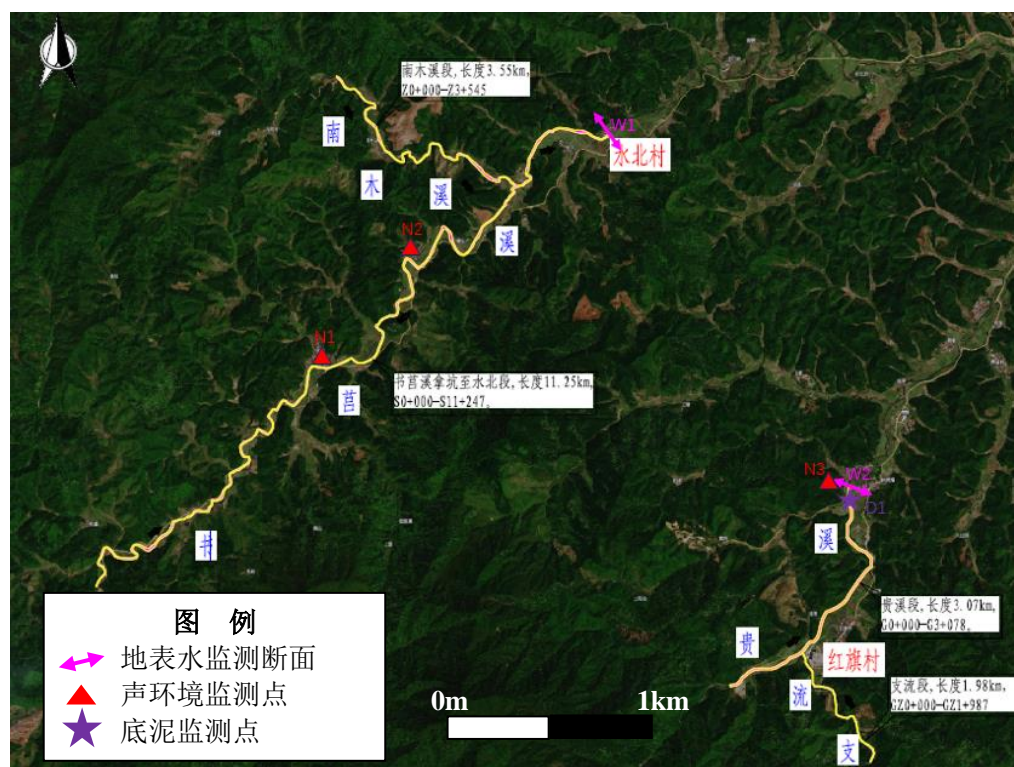 南木溪段,长度3.55km,
Z0+000-Z3+545
W1
水北村
南
木
溪
溪
N2
N1
书莒溪拿坑至水北段,长度11.25km,
S0+000-S11+247。
莒
书
N3
W2
D1
溪
贵溪段,长度3.07km,
G0+000-G3+078。
贵
红旗村
支流段,长度1.98km,
GZ0+000-GZ1+987
流
支
图 例
地表水监测断面
声环境监测点
底泥监测点
0m
1km